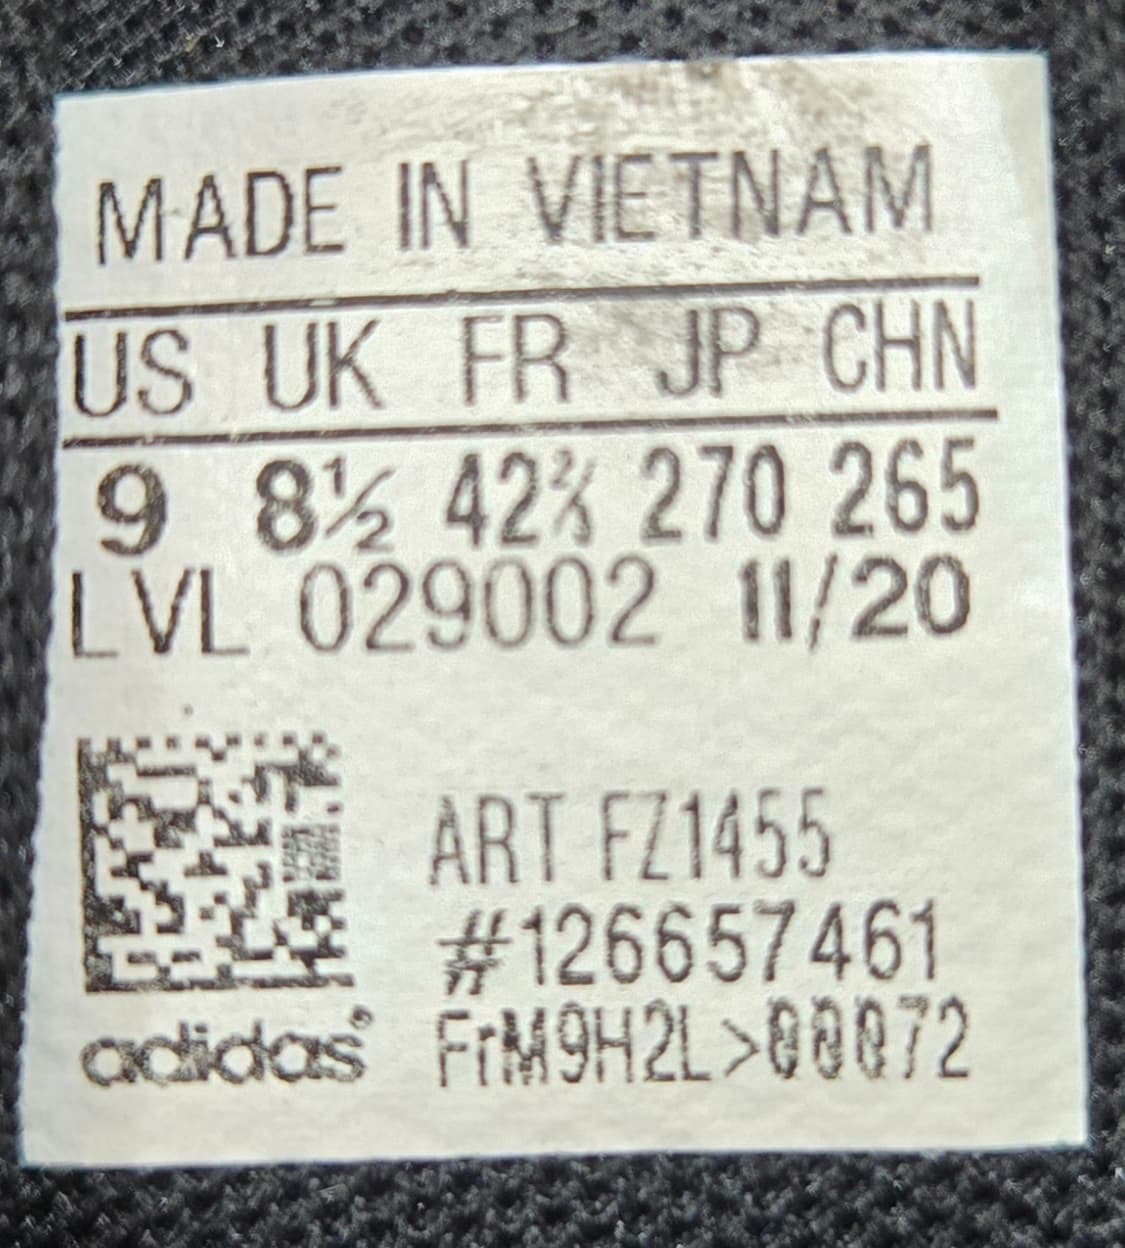 MADE IN VIETNAM
US UK FR JP CHN
9 8½ 42⅔ 270 265
LVL 029002 11/20
ART FZ1455
#126657461
adidas FrM9H2L>00072